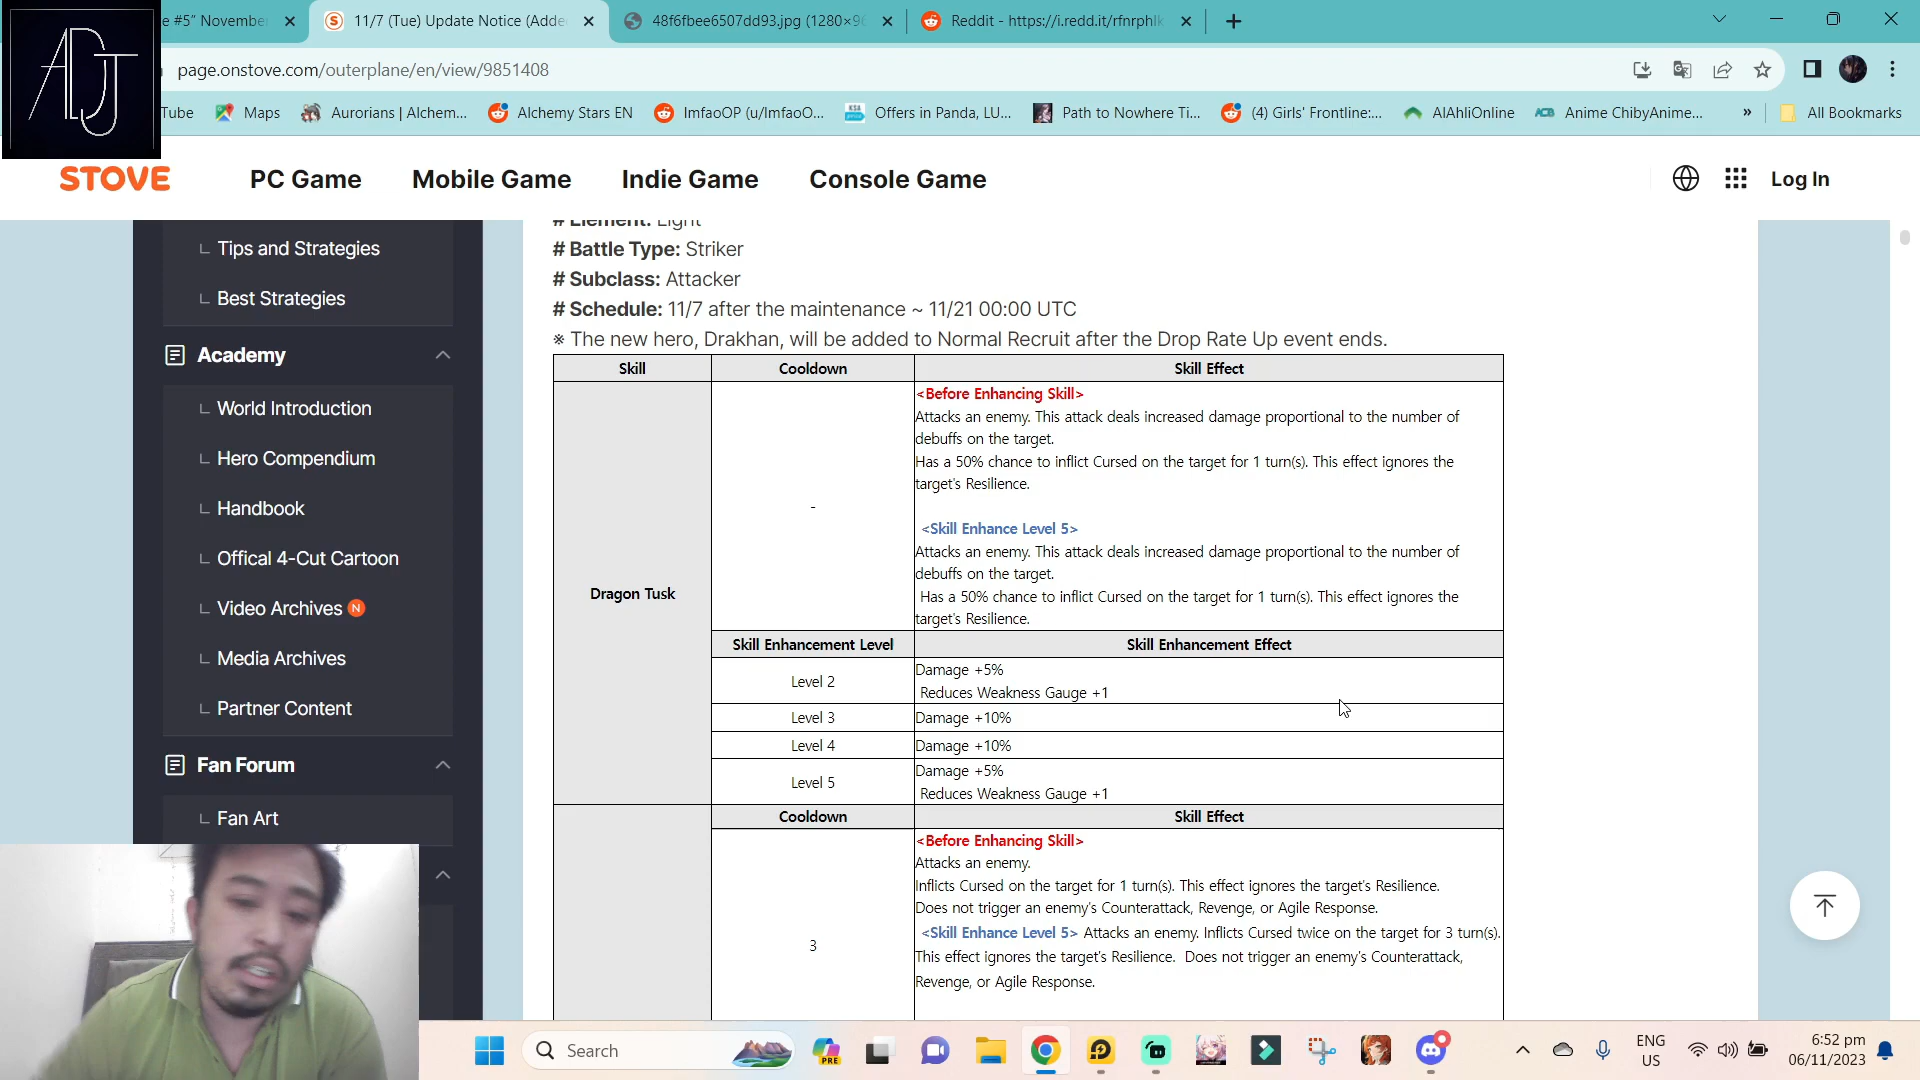 e #5" November
11/7 (Tue) Update Notice (Adde
48f6fbee6507dd93.jpg (1280×96
Reddit - https://i.redd.it/rfnrphlk
ADJT
page.onstove.com/outerplane/en/view/9851408
Tube
Maps
Aurorians | Alchem...
Alchemy Stars EN
ImfaoOP (u/ImfaoO...
Offers in Panda, LU...
Path to Nowhere Ti...
(4) Girls' Frontline:...
AlAhliOnline
Anime ChibyAnime...
»
All Bookmarks
STOVE
PC Game
Mobile Game
Indie Game
Console Game
Log In
Tips and Strategies
Best Strategies
Academy
World Introduction
Hero Compendium
Handbook
Offical 4-Cut Cartoon
Video Archives N
Media Archives
Partner Content
Fan Forum
Fan Art
# Element: Light
# Battle Type: Striker
# Subclass: Attacker
# Schedule: 11/7 after the maintenance ~ 11/21 00:00 UTC
※ The new hero, Drakhan, will be added to Normal Recruit after the Drop Rate Up event ends.
Skill
Cooldown
Skill Effect
Dragon Tusk
-
<Before Enhancing Skill>
Attacks an enemy. This attack deals increased damage proportional to the number of
debuffs on the target.
Has a 50% chance to inflict Cursed on the target for 1 turn(s). This effect ignores the
target's Resilience.
<Skill Enhance Level 5>
Attacks an enemy. This attack deals increased damage proportional to the number of
debuffs on the target.
Has a 50% chance to inflict Cursed on the target for 1 turn(s). This effect ignores the
target's Resilience.
Skill Enhancement Level
Skill Enhancement Effect
Level 2
Damage +5%
Reduces Weakness Gauge +1
Level 3
Damage +10%
Level 4
Damage +10%
Level 5
Damage +5%
Reduces Weakness Gauge +1
Cooldown
Skill Effect
3
<Before Enhancing Skill>
Attacks an enemy.
Inflicts Cursed on the target for 1 turn(s). This effect ignores the target's Resilience.
Does not trigger an enemy's Counterattack, Revenge, or Agile Response.
<Skill Enhance Level 5> Attacks an enemy. Inflicts Cursed twice on the target for 3 turn(s).
This effect ignores the target's Resilience. Does not trigger an enemy's Counterattack,
Revenge, or Agile Response.
Search
PRE
ENG
US
6:52 pm
06/11/2023